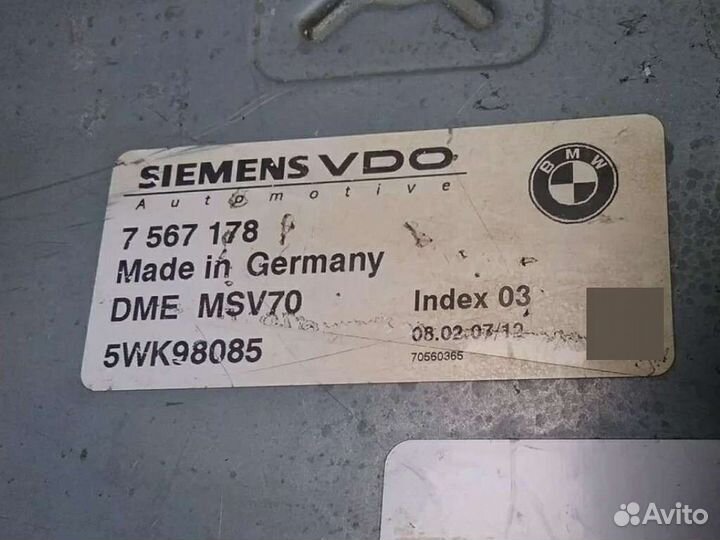 SIEMENS VDO
Automotive
BMW
7 567 178
Made in Germany
DME MSV70
Index 03
08.02.07/12
5WK98085
70560365
Avito